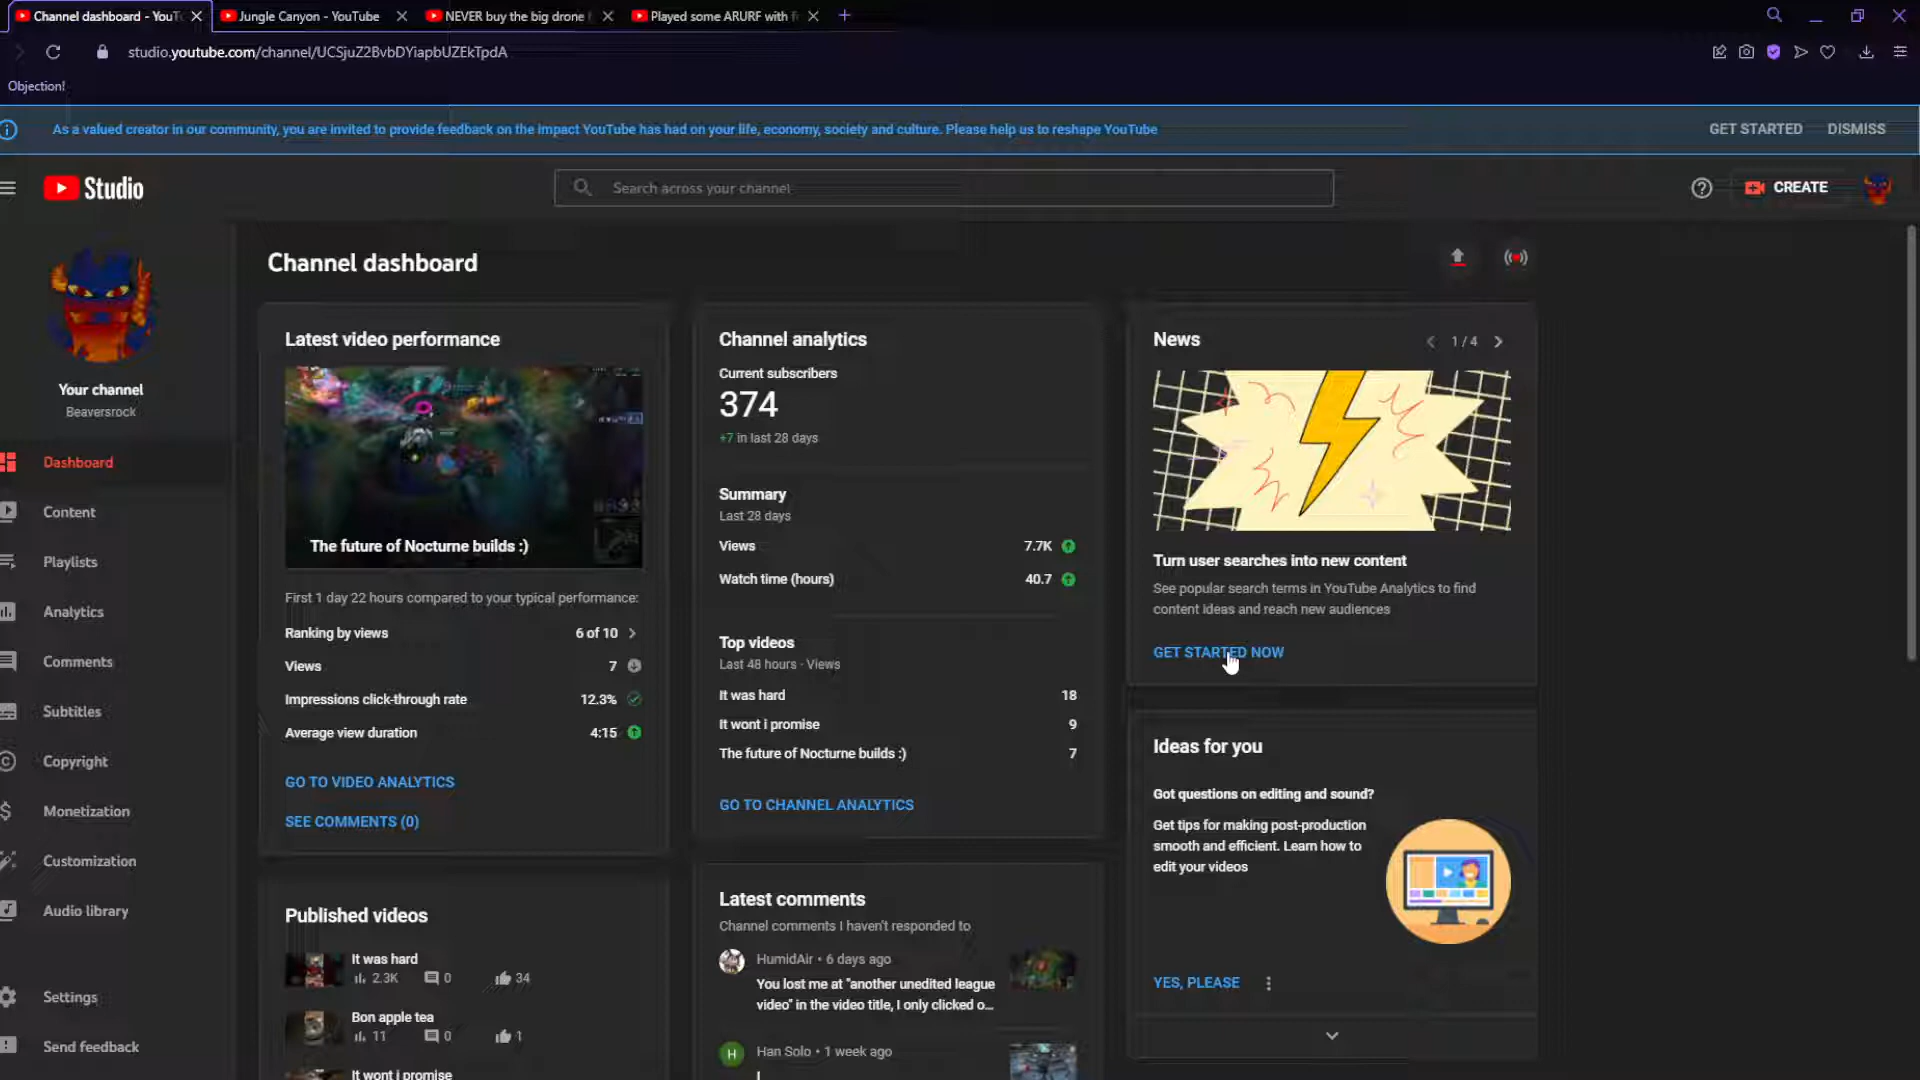 Channel dashboard - YouT
Jungle Canyon - YouTube
NEVER buy the big drone
Played some ARURF with f
studio.youtube.com/channel/UCSjuZ2BvbDYiapbUZEkTpdA
Objection!
As a valued creator in our community, you are invited to provide feedback on the impact YouTube has had on your life, economy, society and culture. Please help us to reshape YouTube
GET STARTED
DISMISS
Studio
Search across your channel
CREATE
Your channel
Beaversrock
Dashboard
Content
Playlists
Analytics
Comments
Subtitles
Copyright
Monetization
Customization
Audio library
Settings
Send feedback
Channel dashboard
Latest video performance
The future of Nocturne builds :)
First 1 day 22 hours compared to your typical performance:
Ranking by views 6 of 10
Views 7
Impressions click-through rate 12.3%
Average view duration 4:15
GO TO VIDEO ANALYTICS
SEE COMMENTS (0)
Published videos
It was hard
2.3K 0 34
Bon apple tea
11 0 1
It wont i promise
Channel analytics
Current subscribers
374
+7 in last 28 days
Summary
Last 28 days
Views 7.7K
Watch time (hours) 40.7
Top videos
Last 48 hours · Views
It was hard 18
It wont i promise 9
The future of Nocturne builds :) 7
GO TO CHANNEL ANALYTICS
Latest comments
Channel comments I haven't responded to
HumidAir • 6 days ago
You lost me at "another unedited league
video" in the video title, I only clicked o...
H
Han Solo • 1 week ago
News
1 / 4
Turn user searches into new content
See popular search terms in YouTube Analytics to find
content ideas and reach new audiences
GET STARTED NOW
Ideas for you
Got questions on editing and sound?
Get tips for making post-production
smooth and efficient. Learn how to
edit your videos
YES, PLEASE